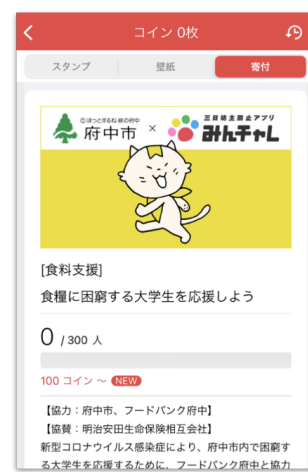 コイン 0枚
スタンプ
壁紙
寄付
ほっとするね 緑の府中
府中市
×
三日坊主防止アプリ
みんチャレ
[食料支援]
食糧に困窮する大学生を応援しよう
0 / 300 人
100 コイン ~ NEW
【協力：府中市、フードバンク府中】
【協賛：明治安田生命保険相互会社】
新型コロナウイルス感染症により、府中市内で困窮す
る大学生を応援するために、フードバンク府中と協力